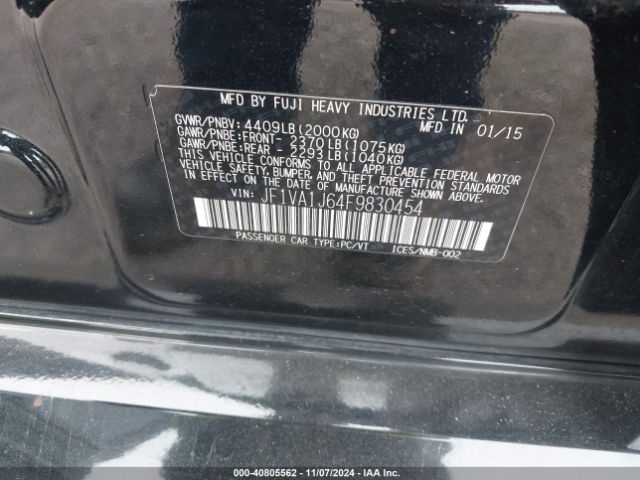 MFD BY FUJI HEAVY INDUSTRIES LTD.
GVWR/PNBV: 4409LB(2000KG) MFD IN 01/15
GAWR/PNBE:FRONT- 2370LB(1075KG)
GAWR/PNBE:REAR - 2293LB(1040KG)
THIS VEHICLE CONFORMS TO ALL APPLICABLE FEDERAL MOTOR
VEHICLE SAFETY, BUMPER, AND THEFT PREVENTION STANDARDS
IN EFFECT ON THE DATE OF MANUFACTURE SHOWN ABOVE.
VIN: JF1VA1J64F9830454
PASSENGER CAR TYPE:PC/VT ICES/NMB-002
000-40805562 - 11/07/2024 - IAA Inc.